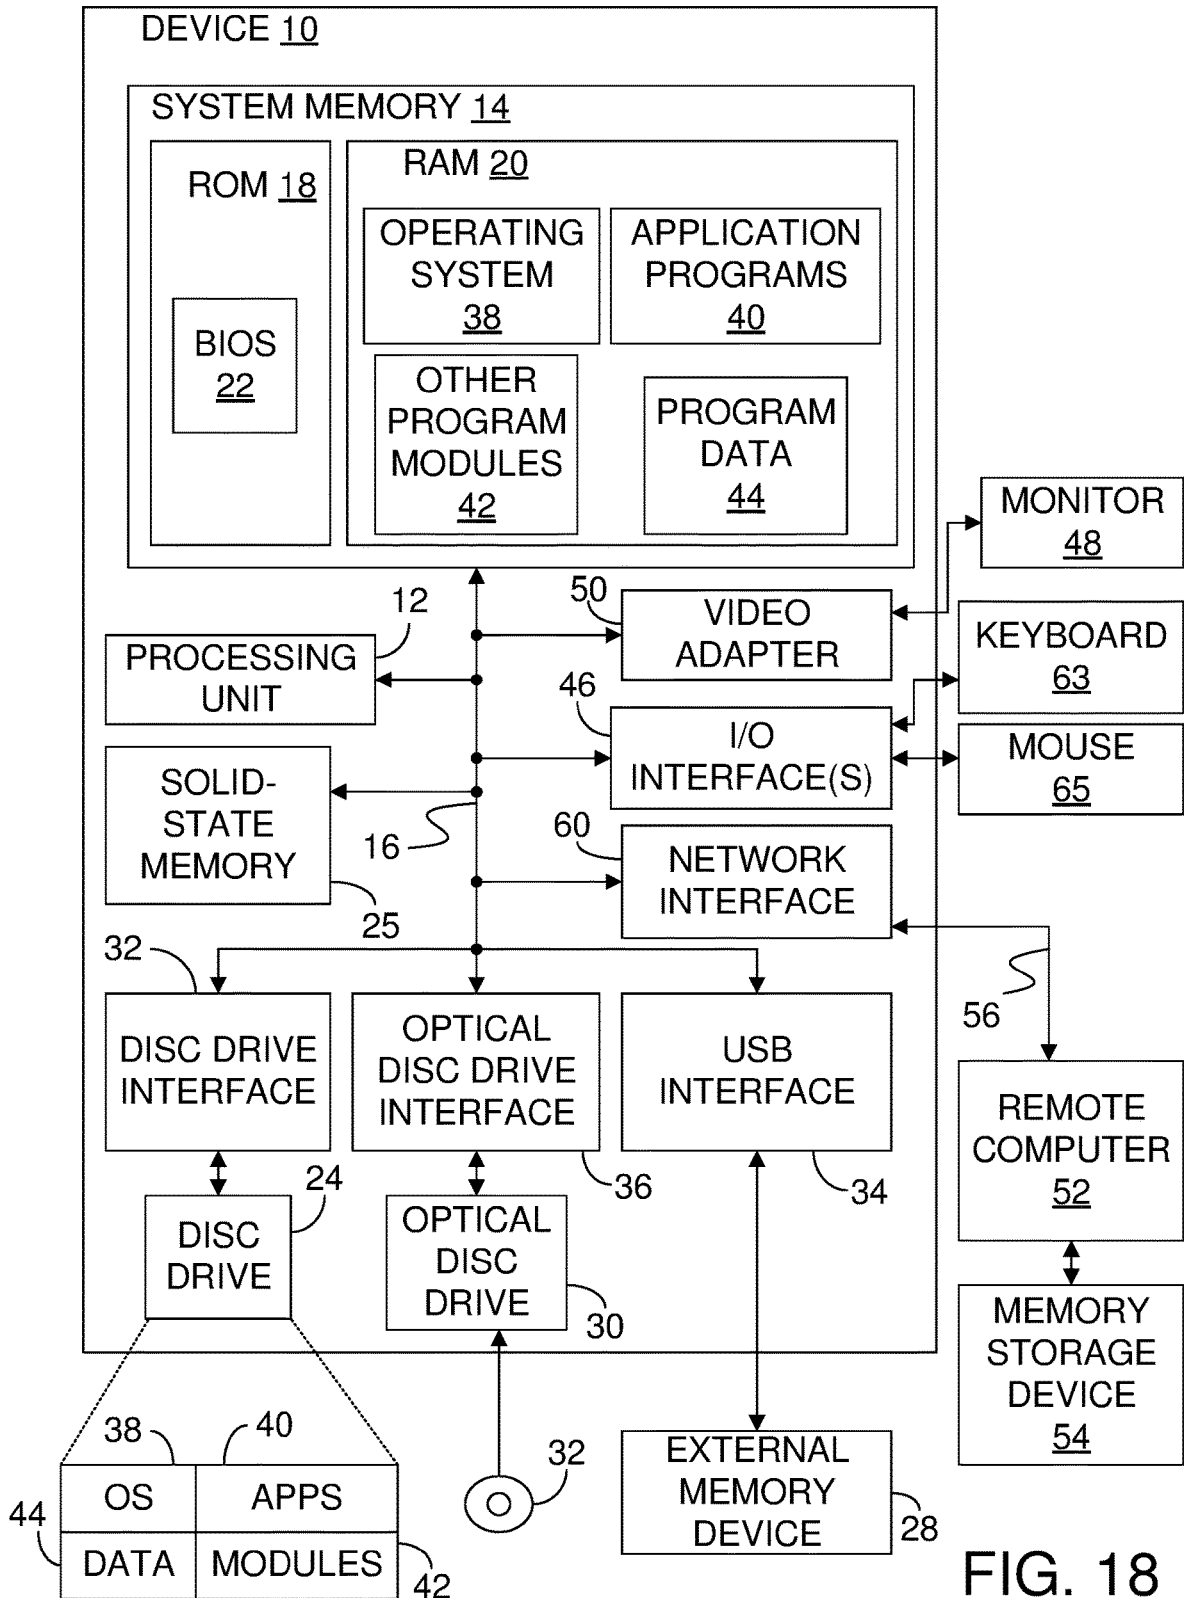 DEVICE 10
SYSTEM MEMORY 14
ROM 18
BIOS
22
RAM 20
OPERATING
SYSTEM
38
APPLICATION
PROGRAMS
40
OTHER
PROGRAM
MODULES
42
PROGRAM
DATA
44
MONITOR
48
12
PROCESSING
UNIT
50
VIDEO
ADAPTER
KEYBOARD
63
46
I/O
INTERFACE(S)
MOUSE
65
SOLID-
STATE
MEMORY
25
16
60
NETWORK
INTERFACE
56
32
DISC DRIVE
INTERFACE
OPTICAL
DISC DRIVE
INTERFACE
36
USB
INTERFACE
34
REMOTE
COMPUTER
52
24
DISC
DRIVE
OPTICAL
DISC
DRIVE
30
MEMORY
STORAGE
DEVICE
54
38
40
OS
APPS
44
DATA
MODULES
42
32
EXTERNAL
MEMORY
DEVICE
28
FIG. 18